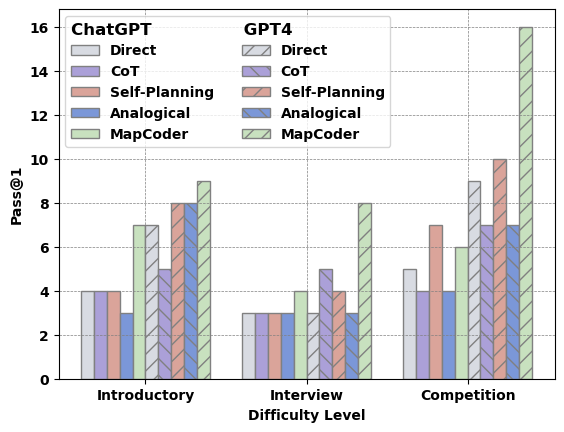 ChatGPT GPT4
Direct Direct
CoT CoT
Self-Planning Self-Planning
Analogical Analogical
MapCoder MapCoder
Pass@1
16
14
12
10
8
6
4
2
0
Introductory Interview Competition
Difficulty Level